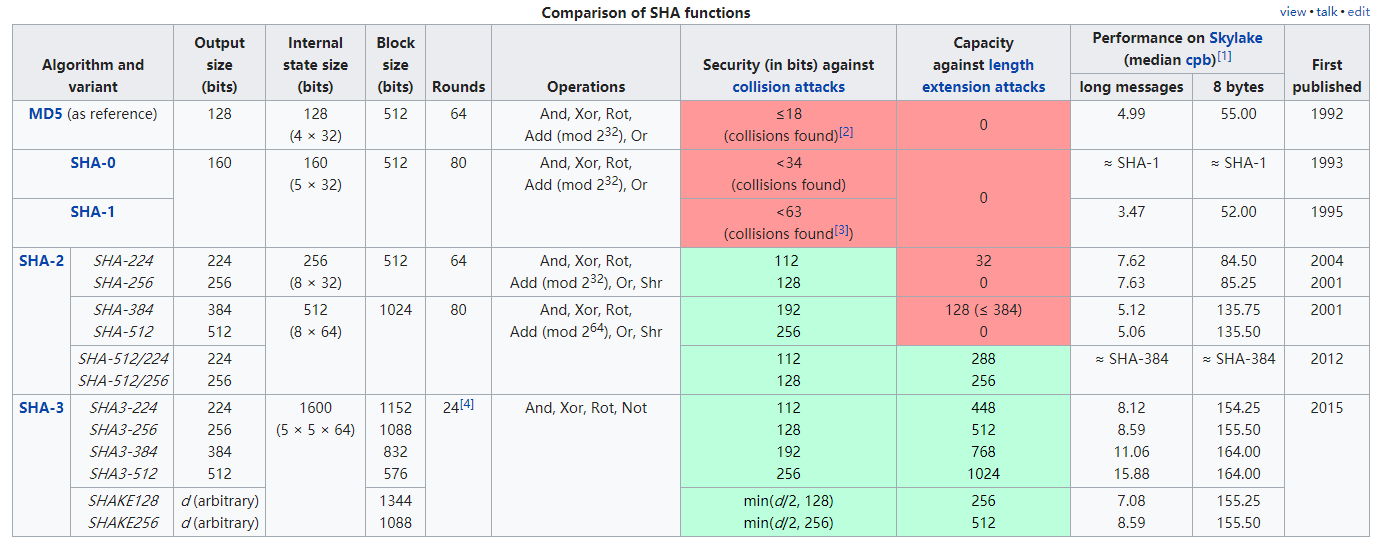 Comparison of SHA functions
view • talk • edit
Algorithm and variant | Output size (bits) | Internal state size (bits) | Block size (bits) | Rounds | Operations | Security (in bits) against collision attacks | Capacity against length extension attacks | Performance on Skylake (median cpb)[1] | First published
long messages | 8 bytes
MD5 (as reference) | 128 | 128 (4 × 32) | 512 | 64 | And, Xor, Rot, Add (mod 2^32), Or | ≤18 (collisions found)[2] | 0 | 4.99 | 55.00 | 1992
SHA-0 | 160 | 160 (5 × 32) | 512 | 80 | And, Xor, Rot, Add (mod 2^32), Or | <34 (collisions found) | 0 | ≈ SHA-1 | ≈ SHA-1 | 1993
SHA-1 | <63 (collisions found[3]) | 3.47 | 52.00 | 1995
SHA-2 | SHA-224 | 224 | 256 (8 × 32) | 512 | 64 | And, Xor, Rot, Add (mod 2^32), Or, Shr | 112 | 32 | 7.62 | 84.50 | 2004
SHA-256 | 256 | 128 | 0 | 7.63 | 85.25 | 2001
SHA-384 | 384 | 512 (8 × 64) | 1024 | 80 | And, Xor, Rot, Add (mod 2^64), Or, Shr | 192 | 128 (≤ 384) | 5.12 | 135.75 | 2001
SHA-512 | 512 | 256 | 0 | 5.06 | 135.50
SHA-512/224 | 224 | 112 | 288 | ≈ SHA-384 | ≈ SHA-384 | 2012
SHA-512/256 | 256 | 128 | 256
SHA-3 | SHA3-224 | 224 | 1600 (5 × 5 × 64) | 1152 | 24[4] | And, Xor, Rot, Not | 112 | 448 | 8.12 | 154.25 | 2015
SHA3-256 | 256 | 1088 | 128 | 512 | 8.59 | 155.50
SHA3-384 | 384 | 832 | 192 | 768 | 11.06 | 164.00
SHA3-512 | 512 | 576 | 256 | 1024 | 15.88 | 164.00
SHAKE128 | d (arbitrary) | 1344 | min(d/2, 128) | 256 | 7.08 | 155.25
SHAKE256 | d (arbitrary) | 1088 | min(d/2, 256) | 512 | 8.59 | 155.50